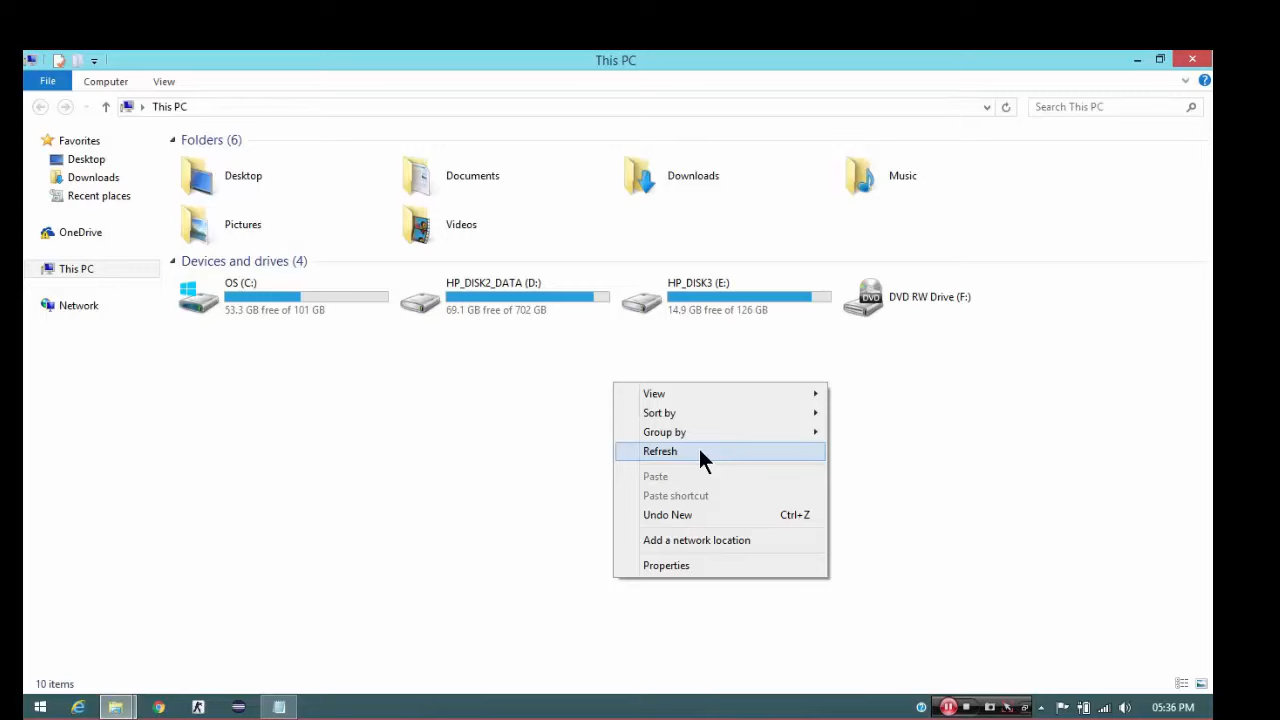 This PC
File
Computer
View
This PC
Search This PC
Favorites
Desktop
Downloads
Recent places
OneDrive
This PC
Network
Folders (6)
Desktop
Documents
Downloads
Music
Pictures
Videos
Devices and drives (4)
OS (C:)
53.3 GB free of 101 GB
HP_DISK2_DATA (D:)
69.1 GB free of 702 GB
HP_DISK3 (E:)
14.9 GB free of 126 GB
DVD
DVD RW Drive (F:)
View
Sort by
Group by
Refresh
Paste
Paste shortcut
Undo New Ctrl+Z
Add a network location
Properties
10 items
05:36 PM